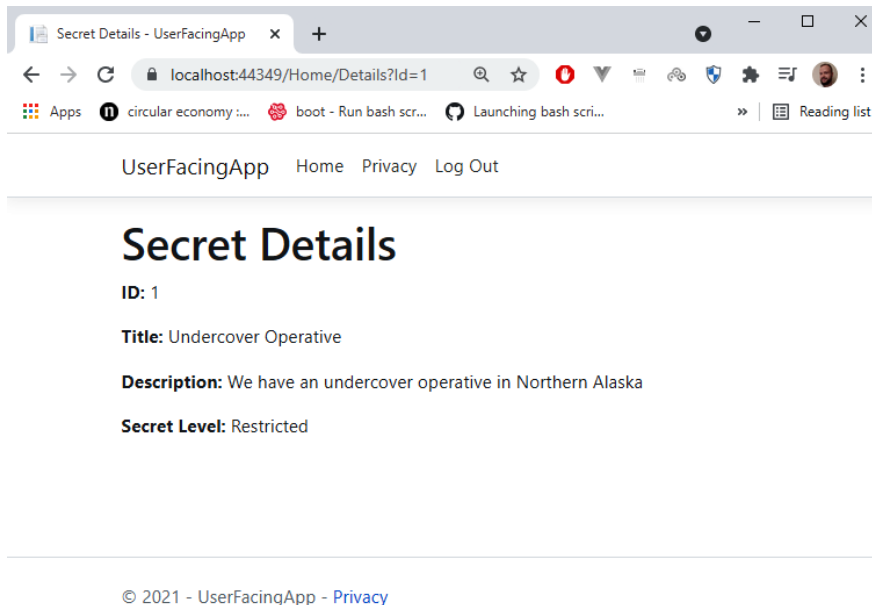 Secret Details - UserFacingApp
localhost:44349/Home/Details?Id=1
Apps n circular economy :... boot - Run bash scr... Launching bash scri... » Reading list
UserFacingApp Home Privacy Log Out
Secret Details
ID: 1
Title: Undercover Operative
Description: We have an undercover operative in Northern Alaska
Secret Level: Restricted
© 2021 - UserFacingApp - Privacy